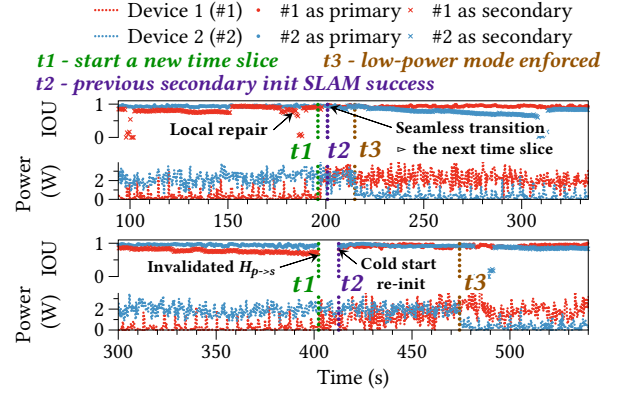 Device 1 (#1) • #1 as primary × #1 as secondary
Device 2 (#2) • #2 as primary × #2 as secondary
t1 - start a new time slice t3 - low-power mode enforced
t2 - previous secondary init SLAM success
IOU
1
0
Local repair
Seamless transition
▹ the next time slice
t1 t2 t3
Power
(W)
2
0
100 150 200 250 300
IOU
1
0
Invalidated H_{p->s}
Cold start
re-init
t1 t2 t3
Power
(W)
2
0
300 350 400 450 500
Time (s)